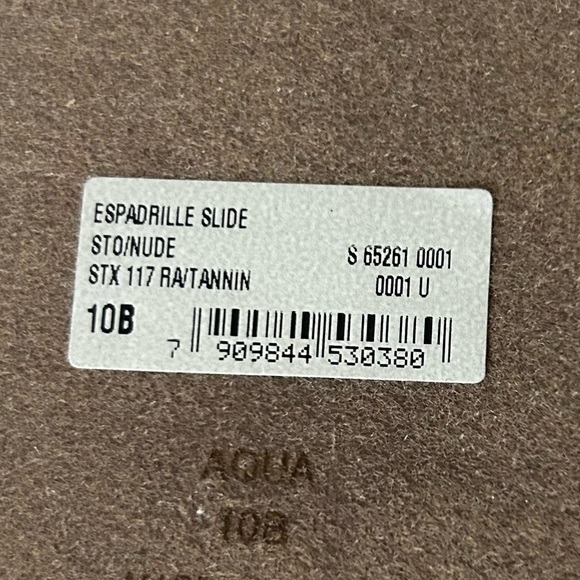 ESPADRILLE SLIDE
STO/NUDE
S 65261 0001
STX 117 RA/TANNIN
0001 U
10B
7 909844 530380
AQUA
10B